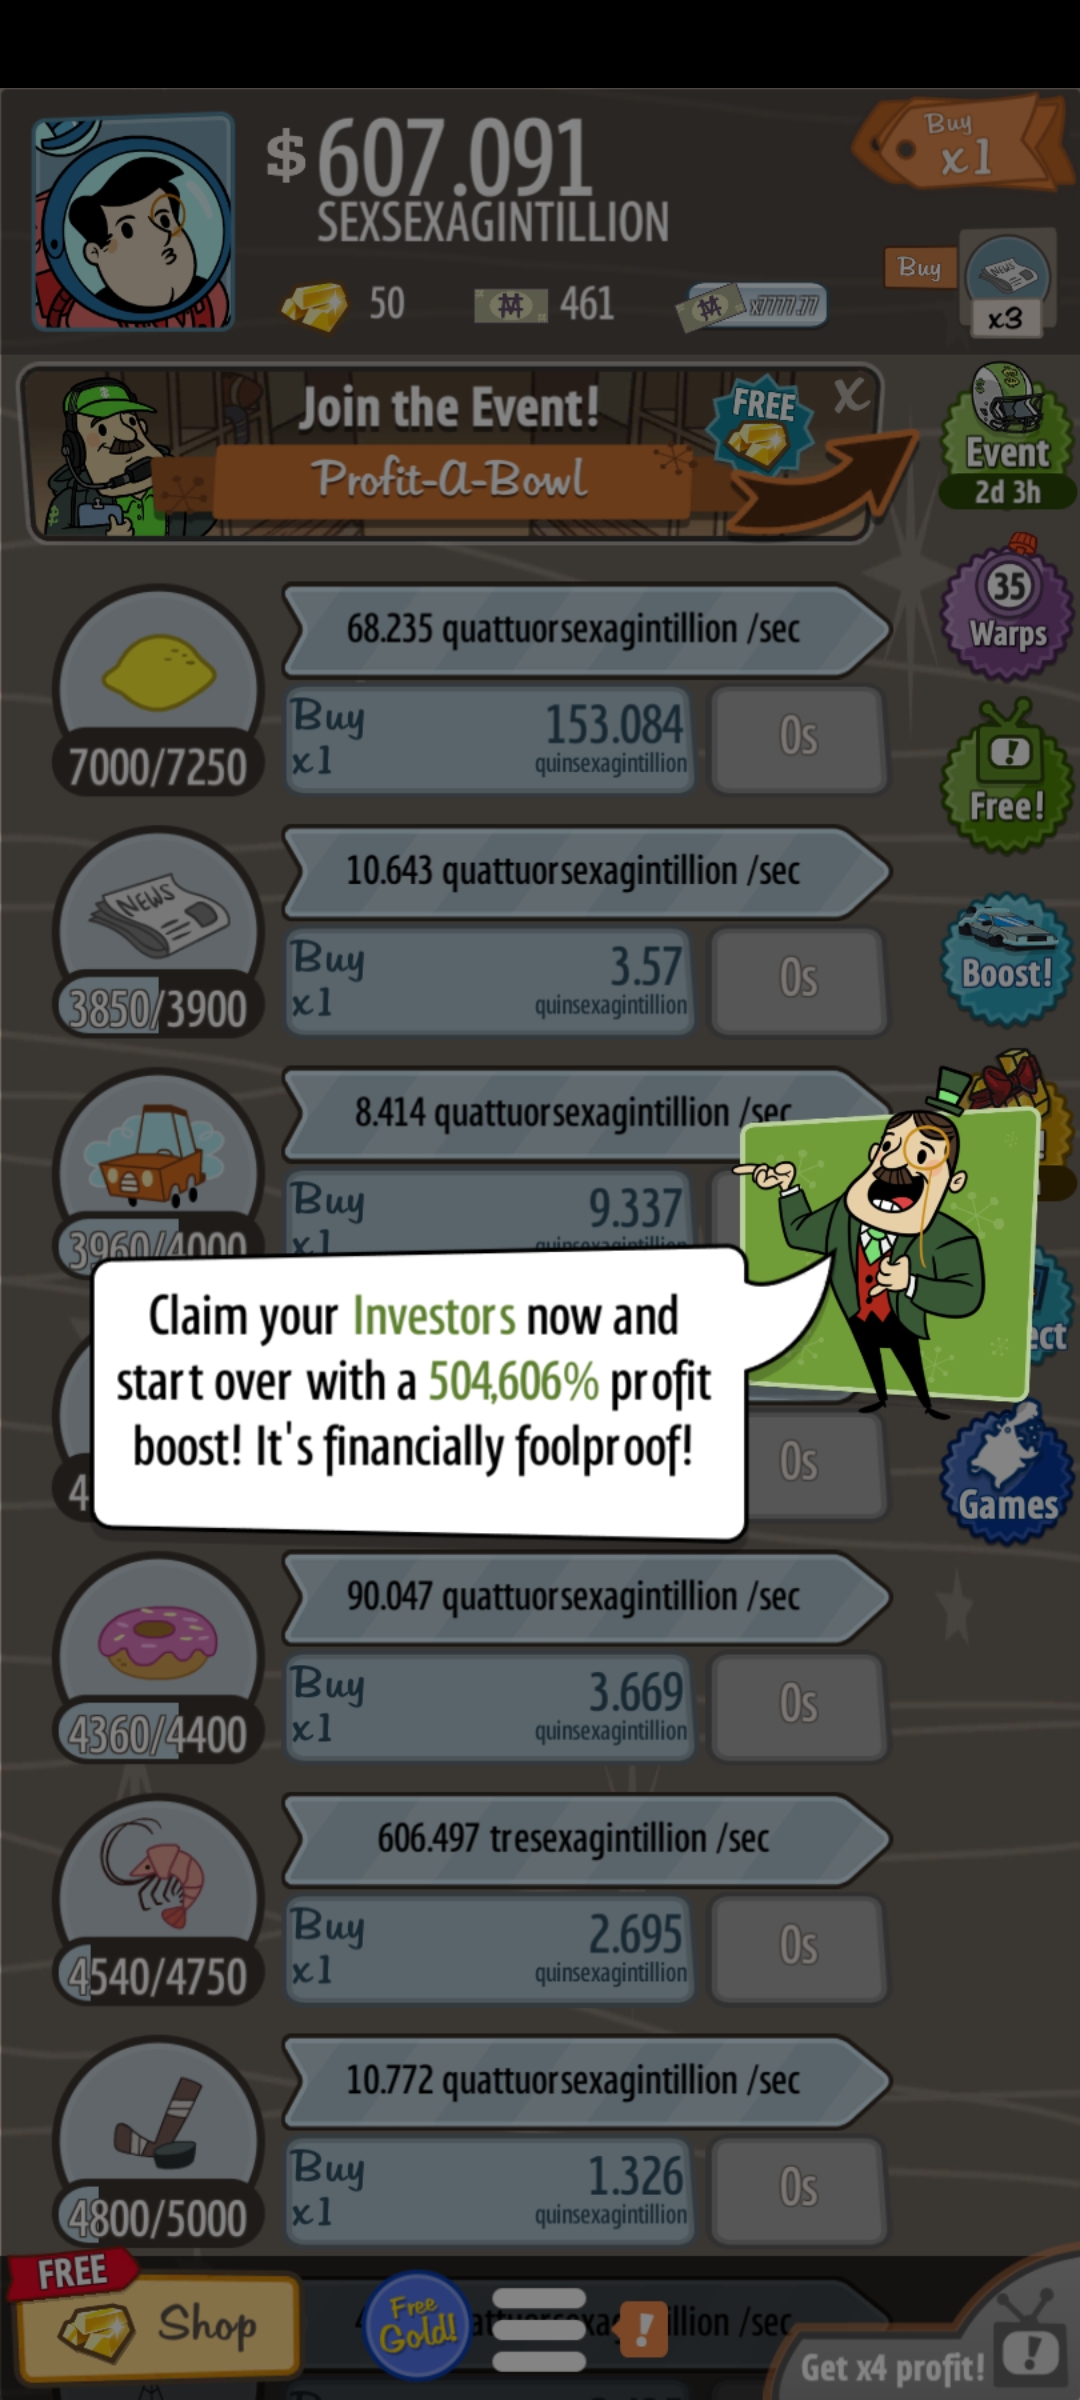 $607.091
SEXSEXAGINTILLION
Buy
x1
50
461
x7777.77
Buy
NEWS
x3
Join the Event!
Profit-A-Bowl
FREE
X
Event
2d 3h
68.235 quattuorsexagintillion /sec
Buy
x1
153.084
quinsexagintillion
0s
7000/7250
35
Warps
Free!
10.643 quattuorsexagintillion /sec
NEWS
Buy
x1
3.57
quinsexagintillion
0s
3850/3900
Boost!
8.414 quattuorsexagintillion /sec
Buy
x1
9.337
quinsexagintillion
3960/4000
Claim your Investors now and
start over with a 504,606% profit
boost! It's financially foolproof!
ect
4
0s
Games
90.047 quattuorsexagintillion /sec
Buy
x1
3.669
quinsexagintillion
0s
4360/4400
606.497 tresexagintillion /sec
Buy
x1
2.695
quinsexagintillion
0s
4540/4750
10.772 quattuorsexagintillion /sec
Buy
x1
1.326
quinsexagintillion
0s
4800/5000
FREE
Shop
Free
Gold!
illion /sec
!
Get x4 profit!
!